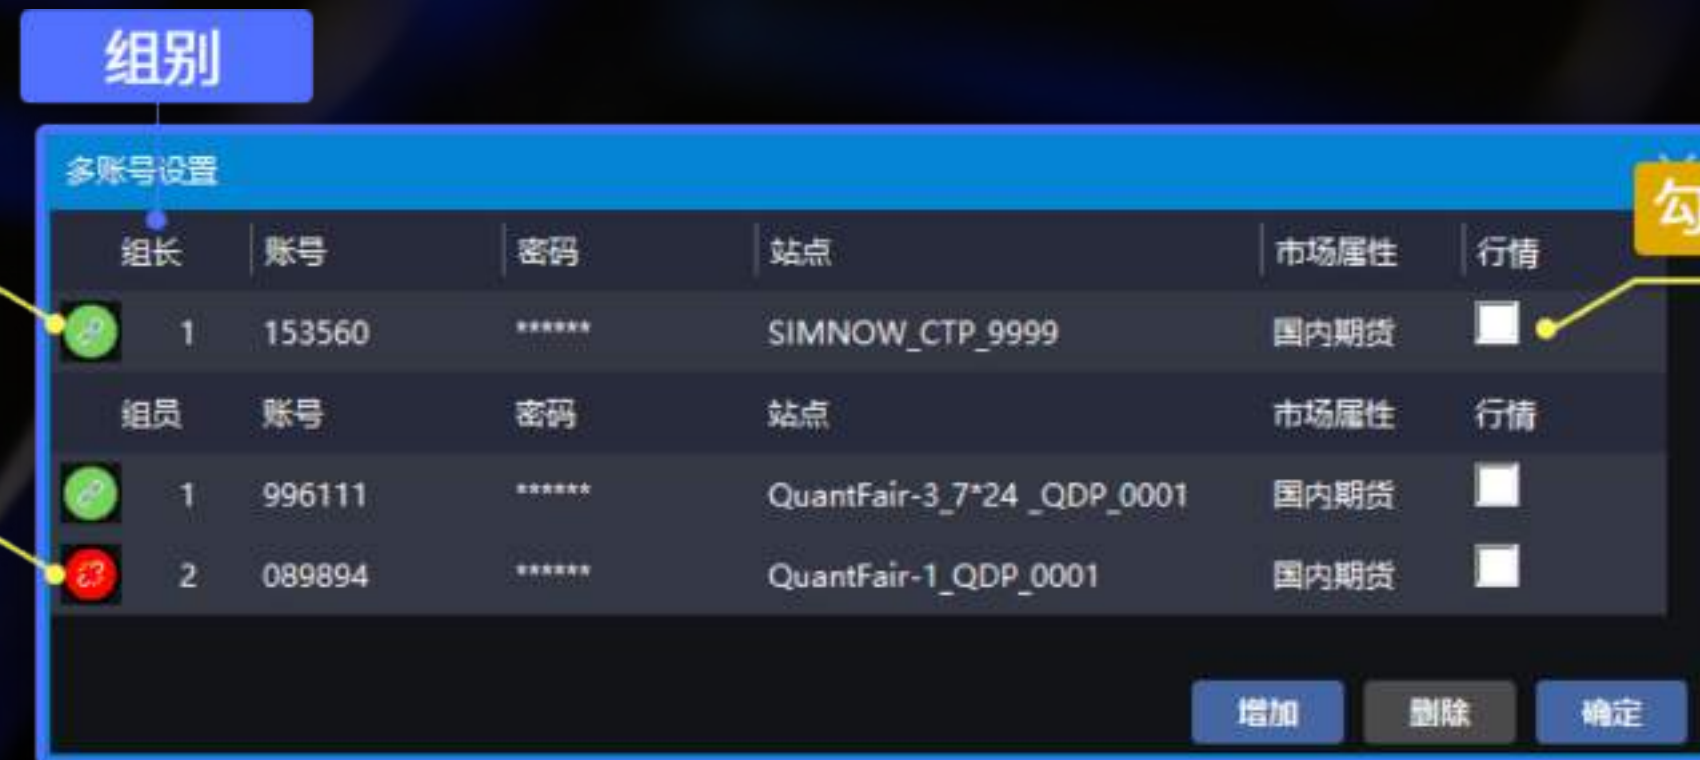 组别
多账号设置
勾
组长 账号 密码 站点 市场属性 行情
1 153560 ****** SIMNOW_CTP_9999 国内期货
组员 账号 密码 站点 市场属性 行情
1 996111 ****** QuantFair-3_7*24 _QDP_0001 国内期货
2 089894 ****** QuantFair-1_QDP_0001 国内期货
增加 删除 确定